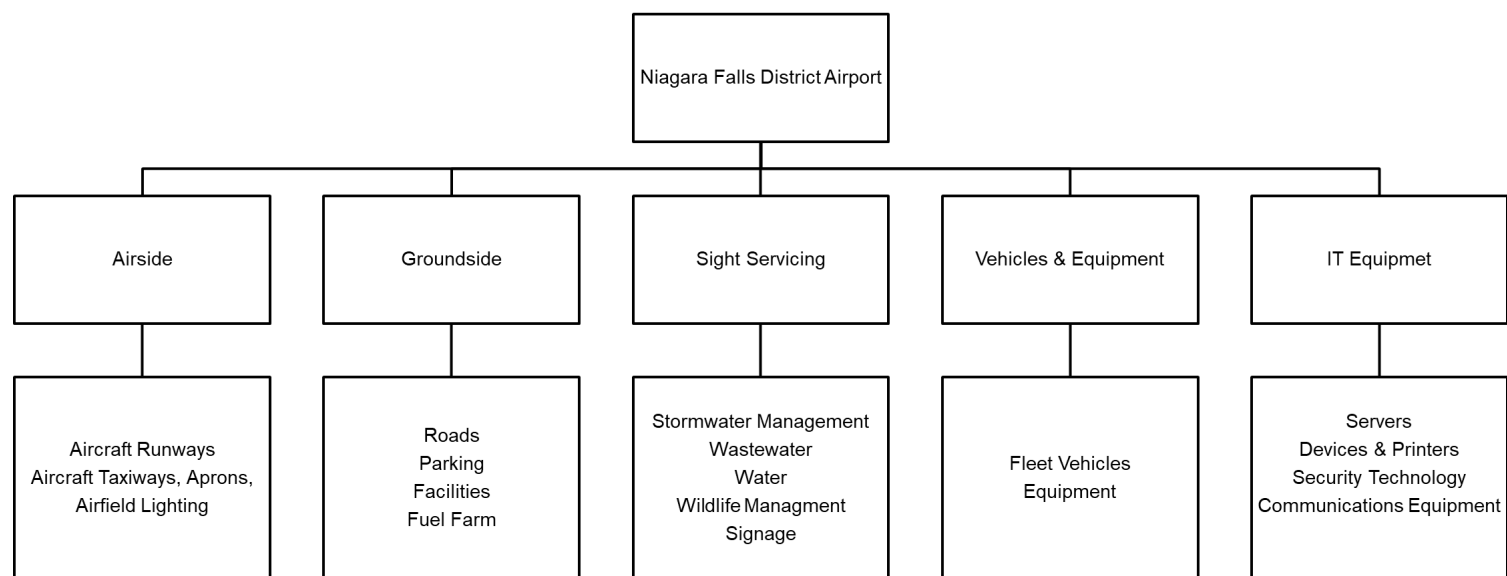 Niagara Falls District Airport
Airside
Groundside
Sight Servicing
Vehicles & Equipment
IT Equipmet
Aircraft Runways
Aircraft Taxiways, Aprons,
Airfield Lighting
Roads
Parking
Facilities
Fuel Farm
Stormwater Management
Wastewater
Water
Wildlife Managment
Signage
Fleet Vehicles
Equipment
Servers
Devices & Printers
Security Technology
Communications Equipment